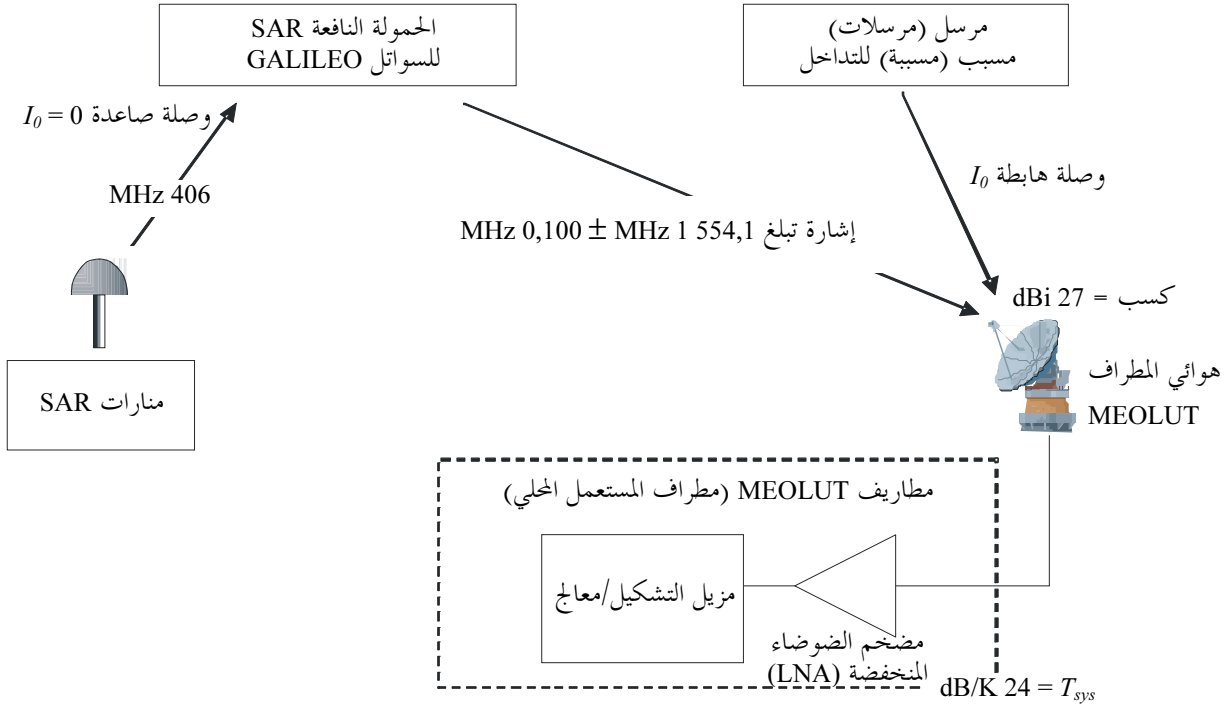 الحمولة النافعة SAR
للسواتل GALILEO
مرسل (مرسلات)
مسبب (مسببة) للتداخل
وصلة صاعدة I0 = 0
MHz 406
وصلة هابطة I0
إشارة تبلغ MHz 0,100 ± MHz 1 554,1
كسب = dBi 27
هوائي المطراف
MEOLUT
منارات SAR
مطاريف MEOLUT (مطراف المستعمل المحلي)
مزيل التشكيل/معالج
مضخم الضوضاء
المنخفضة (LNA)
dB/K 24 = Tsys